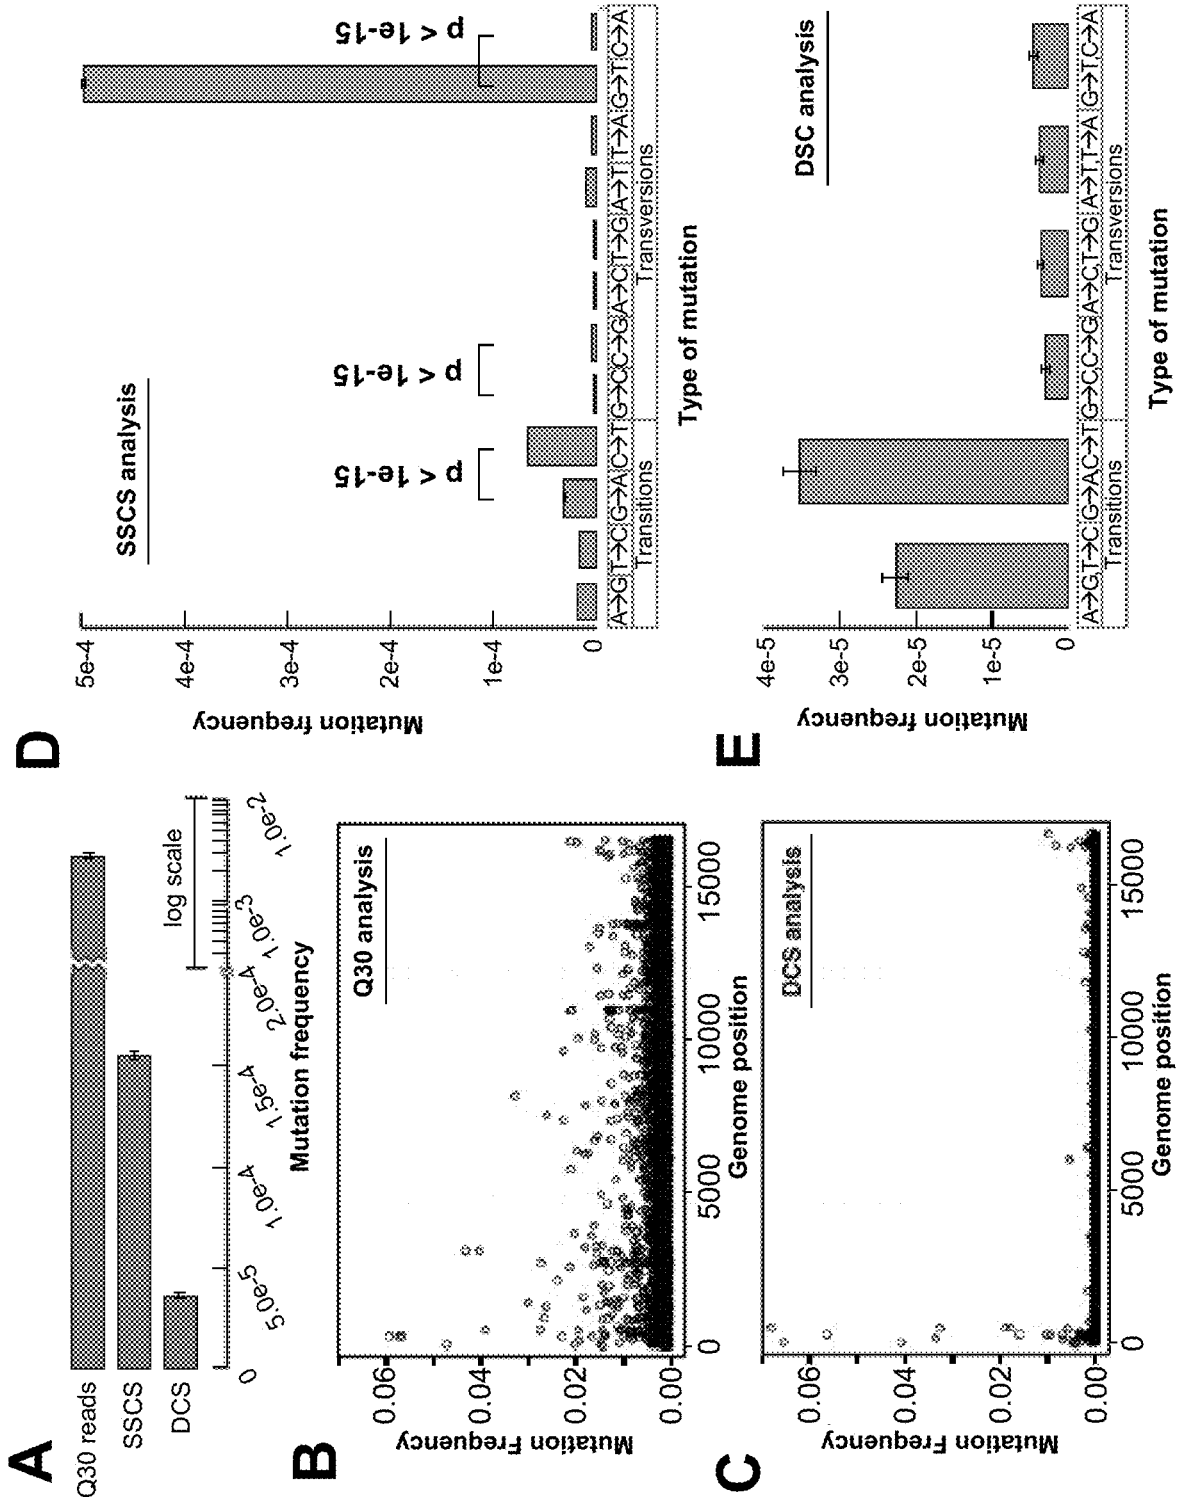 A
Q30 reads
SSCS
DCS
0
5.0e-5
1.0e-4
1.5e-4
2.0e-4
1.0e-3
1.0e-2
log scale
Mutation frequency
B
Q30 analysis
Mutation Frequency
0.06
0.04
0.02
0.00
0
5000
10000
15000
Genome position
C
DCS analysis
Mutation Frequency
0.06
0.04
0.02
0.00
0
5000
10000
15000
Genome position
D
SSCS analysis
Mutation frequency
5e-4
4e-4
3e-4
2e-4
1e-4
0
p < 1e-15
p < 1e-15
p < 1e-15
A→G T→C G→A C→T G→C C→G A→C T→G A→T T→A G→T C→A
Transitions Transversions
Type of mutation
E
DSC analysis
Mutation frequency
4e-5
3e-5
2e-5
1e-5
0
A→G T→C G→A C→T G→C C→G A→C T→G A→T T→A G→T C→A
Transitions Transversions
Type of mutation